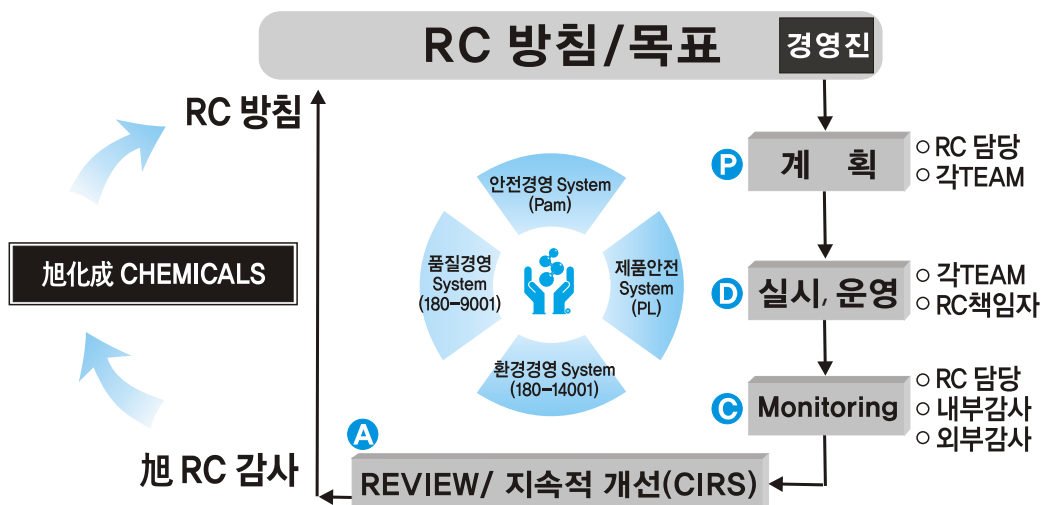 RC 방침/목표
경영진
RC 방침
P
계 획
○ RC 담당
○ 각TEAM
안전경영 System
(Pam)
품질경영
System
(180-9001)
제품안전
System
(PL)
환경경영 System
(180-14001)
旭化成 CHEMICALS
D
실시, 운영
○ 각TEAM
○ RC책임자
C
Monitoring
○ RC 담당
○ 내부감사
○ 외부감사
旭 RC 감사
A
REVIEW/ 지속적 개선(CIRS)